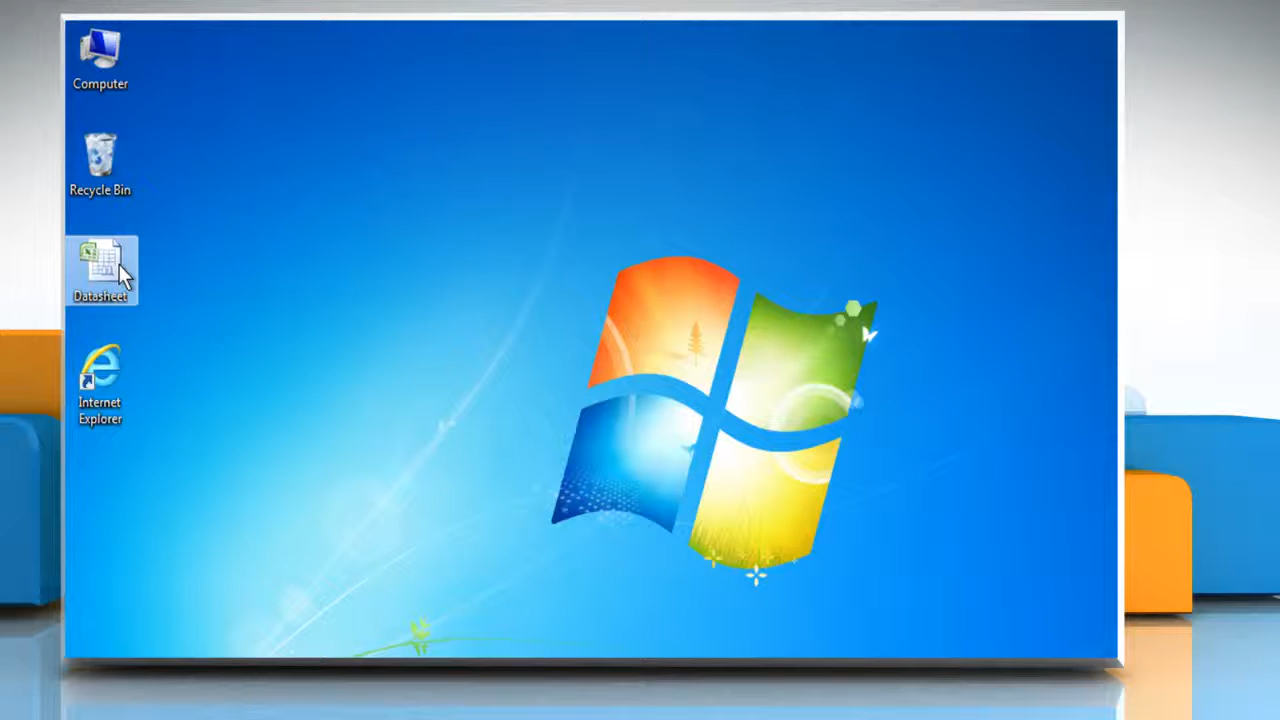 Computer
Recycle Bin
Datasheet
Internet
Explorer